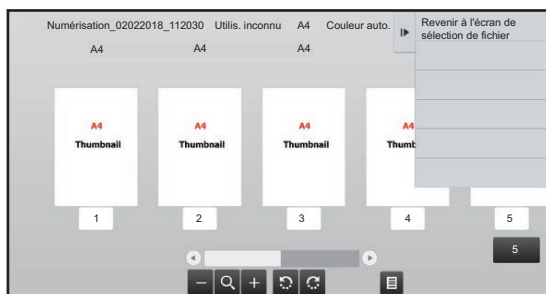 Numérisation_02022018_112030 Utilis. inconnu A4 Couleur auto.
Revenir à l'écran de
sélection de fichier
A4 A4 A4
A4 A4 A4 A4
Thumbnail Thumbnail Thumbnail Thumb
1 2 3 4 5
5